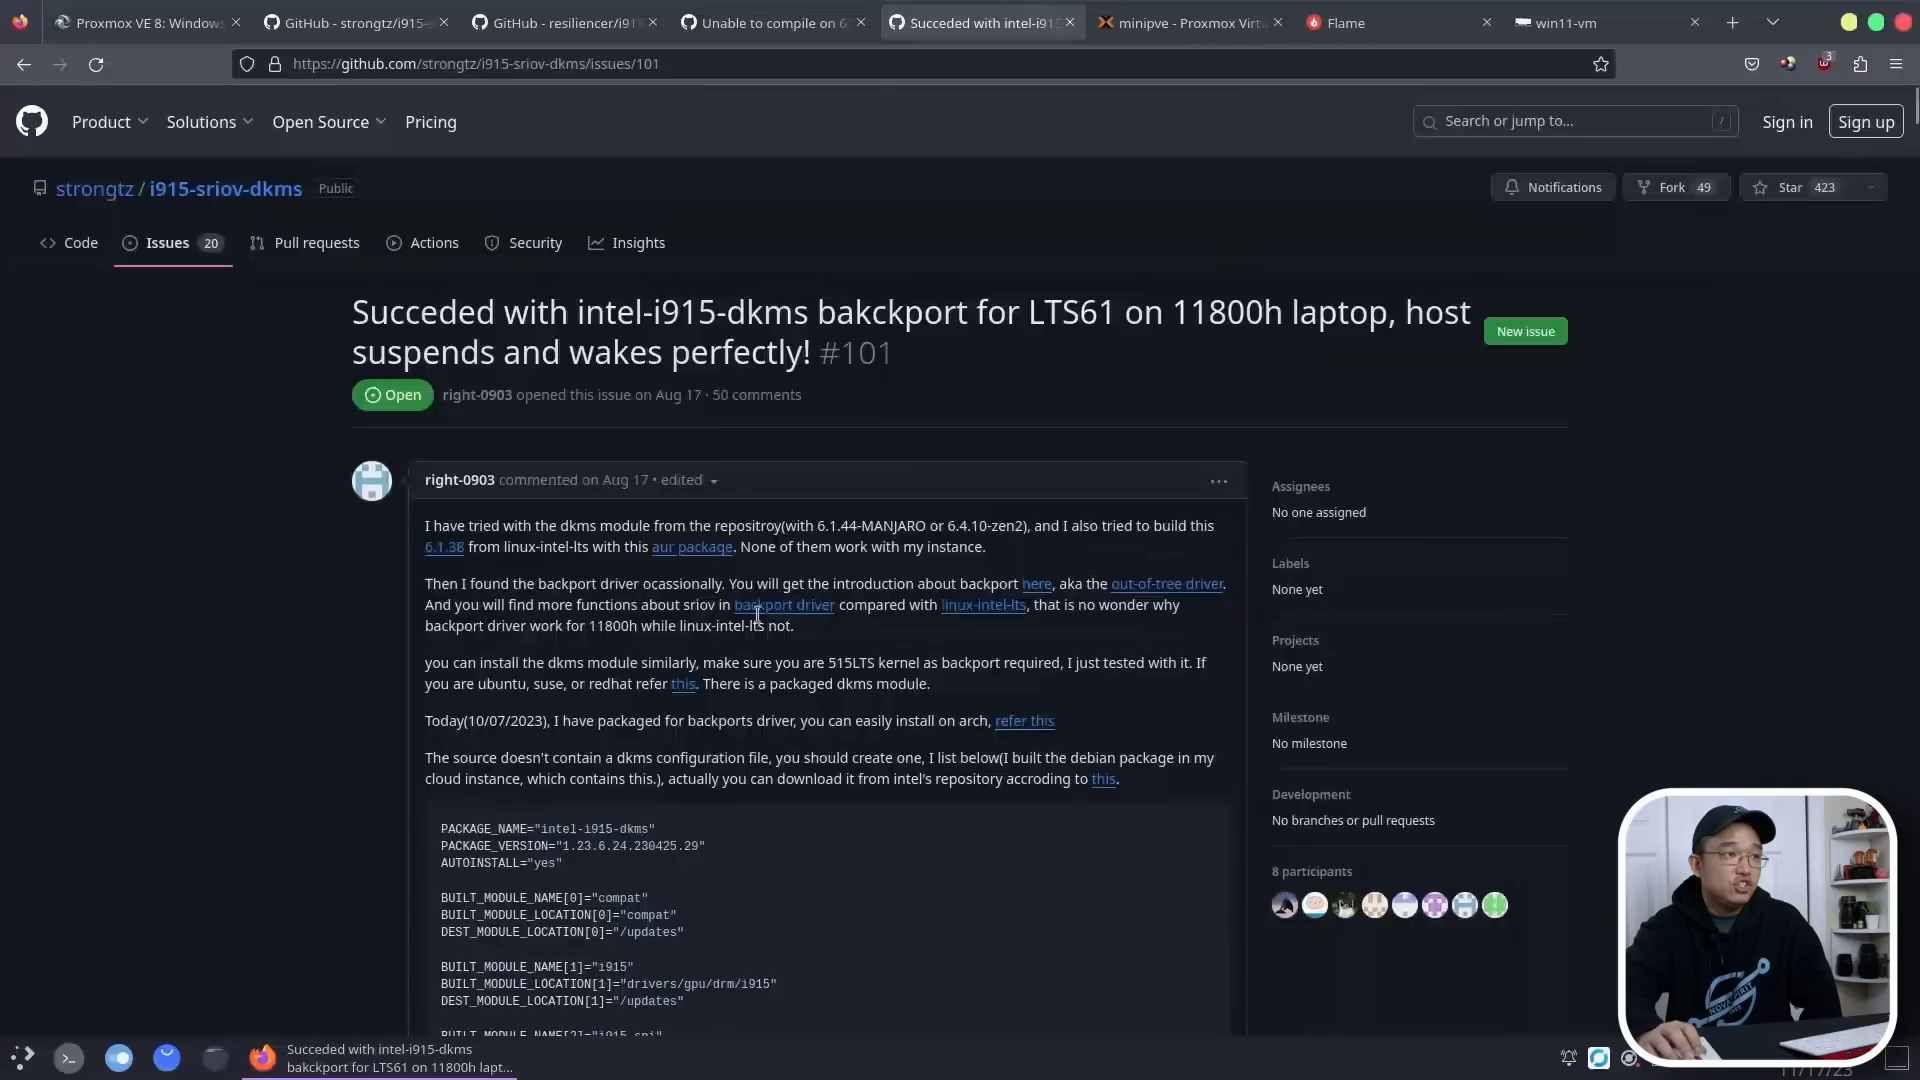 Proxmox VE 8: Windows
GitHub - strongtz/i915-s
GitHub - resiliencer/i91
Unable to compile on 6
Succeded with intel-i91
minipve - Proxmox Virtu
Flame
win11-vm
https://github.com/strongtz/i915-sriov-dkms/issues/101
3
Product
Solutions
Open Source
Pricing
Search or jump to...
/
Sign in
Sign up
strongtz / i915-sriov-dkms
Public
Notifications
Fork 49
Star 423
Code
Issues 20
Pull requests
Actions
Security
Insights
Succeded with intel-i915-dkms bakckport for LTS61 on 11800h laptop, host
suspends and wakes perfectly! #101
New issue
Open
right-0903 opened this issue on Aug 17 · 50 comments
right-0903 commented on Aug 17 • edited
I have tried with the dkms module from the repositroy(with 6.1.44-MANJARO or 6.4.10-zen2), and I also tried to build this
6.1.38 from linux-intel-lts with this aur package. None of them work with my instance.
Then I found the backport driver ocassionally. You will get the introduction about backport here, aka the out-of-tree driver.
And you will find more functions about sriov in backport driver compared with linux-intel-lts, that is no wonder why
backport driver work for 11800h while linux-intel-lts not.
you can install the dkms module similarly, make sure you are 515LTS kernel as backport required, I just tested with it. If
you are ubuntu, suse, or redhat refer this. There is a packaged dkms module.
Today(10/07/2023), I have packaged for backports driver, you can easily install on arch, refer this
The source doesn't contain a dkms configuration file, you should create one, I list below(I built the debian package in my
cloud instance, which contains this.), actually you can download it from intel's repository accroding to this.
PACKAGE_NAME="intel-i915-dkms"
PACKAGE_VERSION="1.23.6.24.230425.29"
AUTOINSTALL="yes"
BUILT_MODULE_NAME[0]="compat"
BUILT_MODULE_LOCATION[0]="compat"
DEST_MODULE_LOCATION[0]="/updates"
BUILT_MODULE_NAME[1]="i915"
BUILT_MODULE_LOCATION[1]="drivers/gpu/drm/i915"
DEST_MODULE_LOCATION[1]="/updates"
BUILT_MODULE_NAME[2]="i915_spi"
Assignees
No one assigned
Labels
None yet
Projects
None yet
Milestone
No milestone
Development
No branches or pull requests
8 participants
Succeded with intel-i915-dkms
bakckport for LTS61 on 11800h lapt...
11/17/23